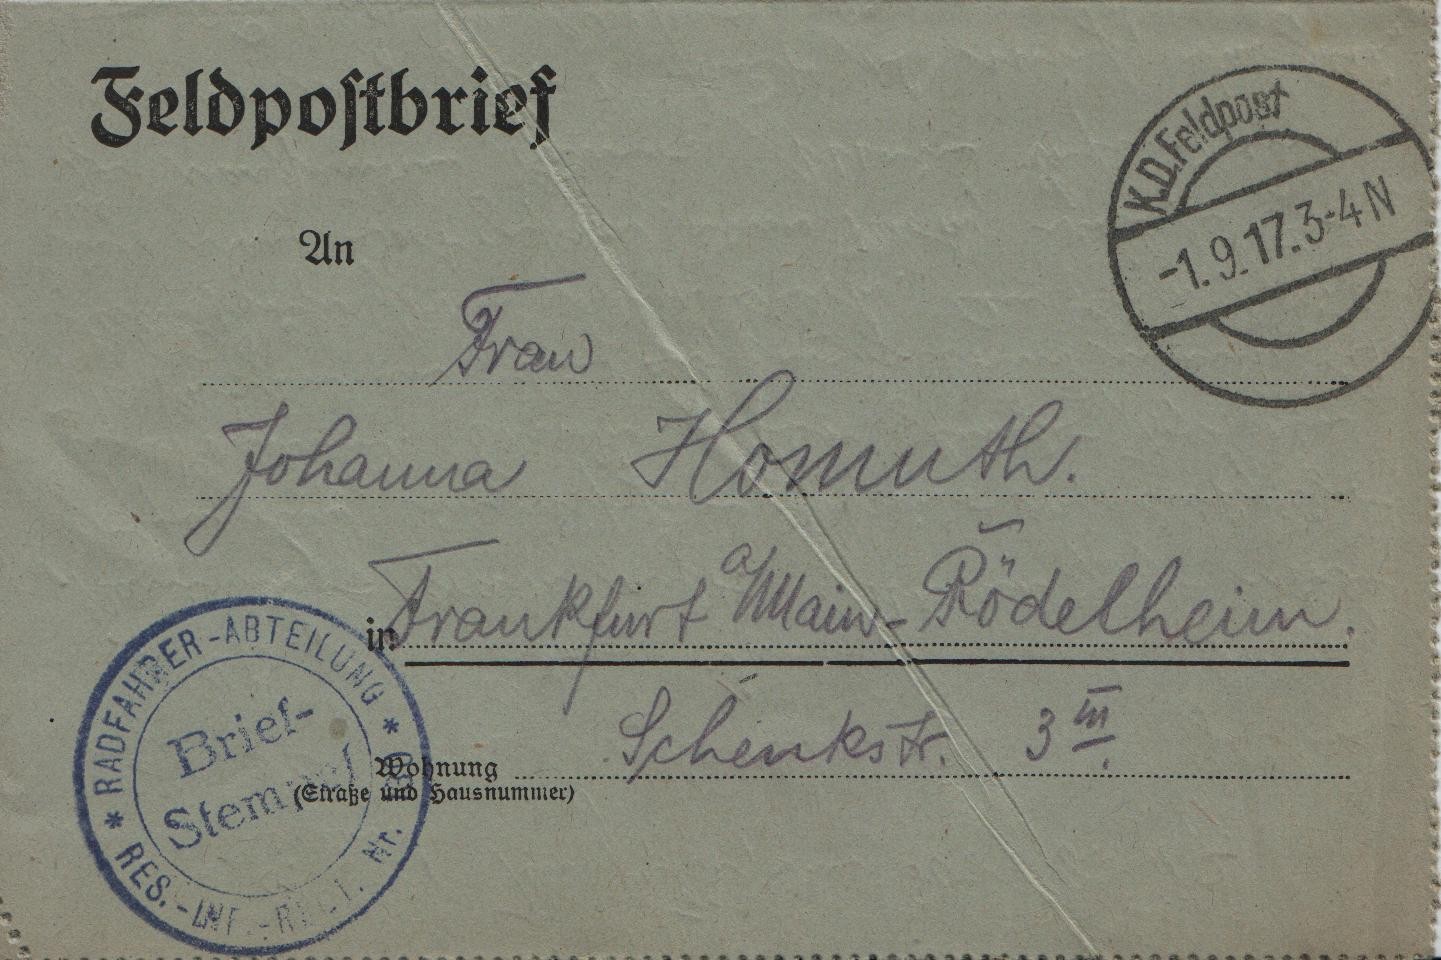 Feldpostbrief
K.D. Feldpost
-1.9.17.3-4N
An
Frau
Johanna Homuth.
in Frankfurt a/Main-Rödelheim.
Schenkstr. 3 III.
Wohnung
(Straße und Hausnummer)
* RADFAHRER-ABTEILUNG *
RES.-INF.-REGT. Nr.
Brief-
Stempel